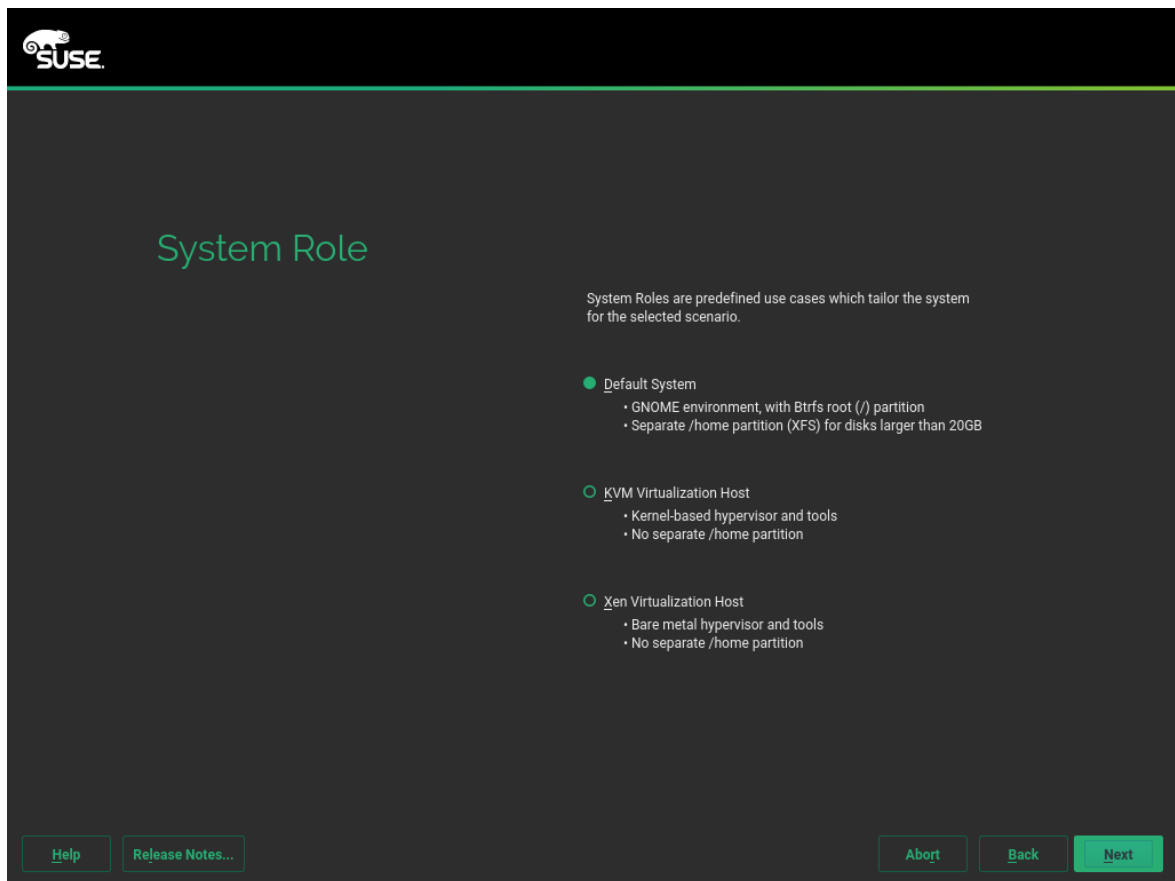 SUSE.
System Role
System Roles are predefined use cases which tailor the system
for the selected scenario.
Default System
• GNOME environment, with Btrfs root (/) partition
• Separate /home partition (XFS) for disks larger than 20GB
KVM Virtualization Host
• Kernel-based hypervisor and tools
• No separate /home partition
Xen Virtualization Host
• Bare metal hypervisor and tools
• No separate /home partition
Help Release Notes... Abort Back Next